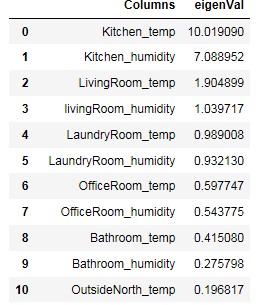 Columns eigenVal
0 Kitchen_temp 10.019090
1 Kitchen_humidity 7.088952
2 LivingRoom_temp 1.904899
3 livingRoom_humidity 1.039717
4 LaundryRoom_temp 0.989008
5 LaundryRoom_humidity 0.932130
6 OfficeRoom_temp 0.597747
7 OfficeRoom_humidity 0.543775
8 Bathroom_temp 0.415080
9 Bathroom_humidity 0.275798
10 OutsideNorth_temp 0.196817